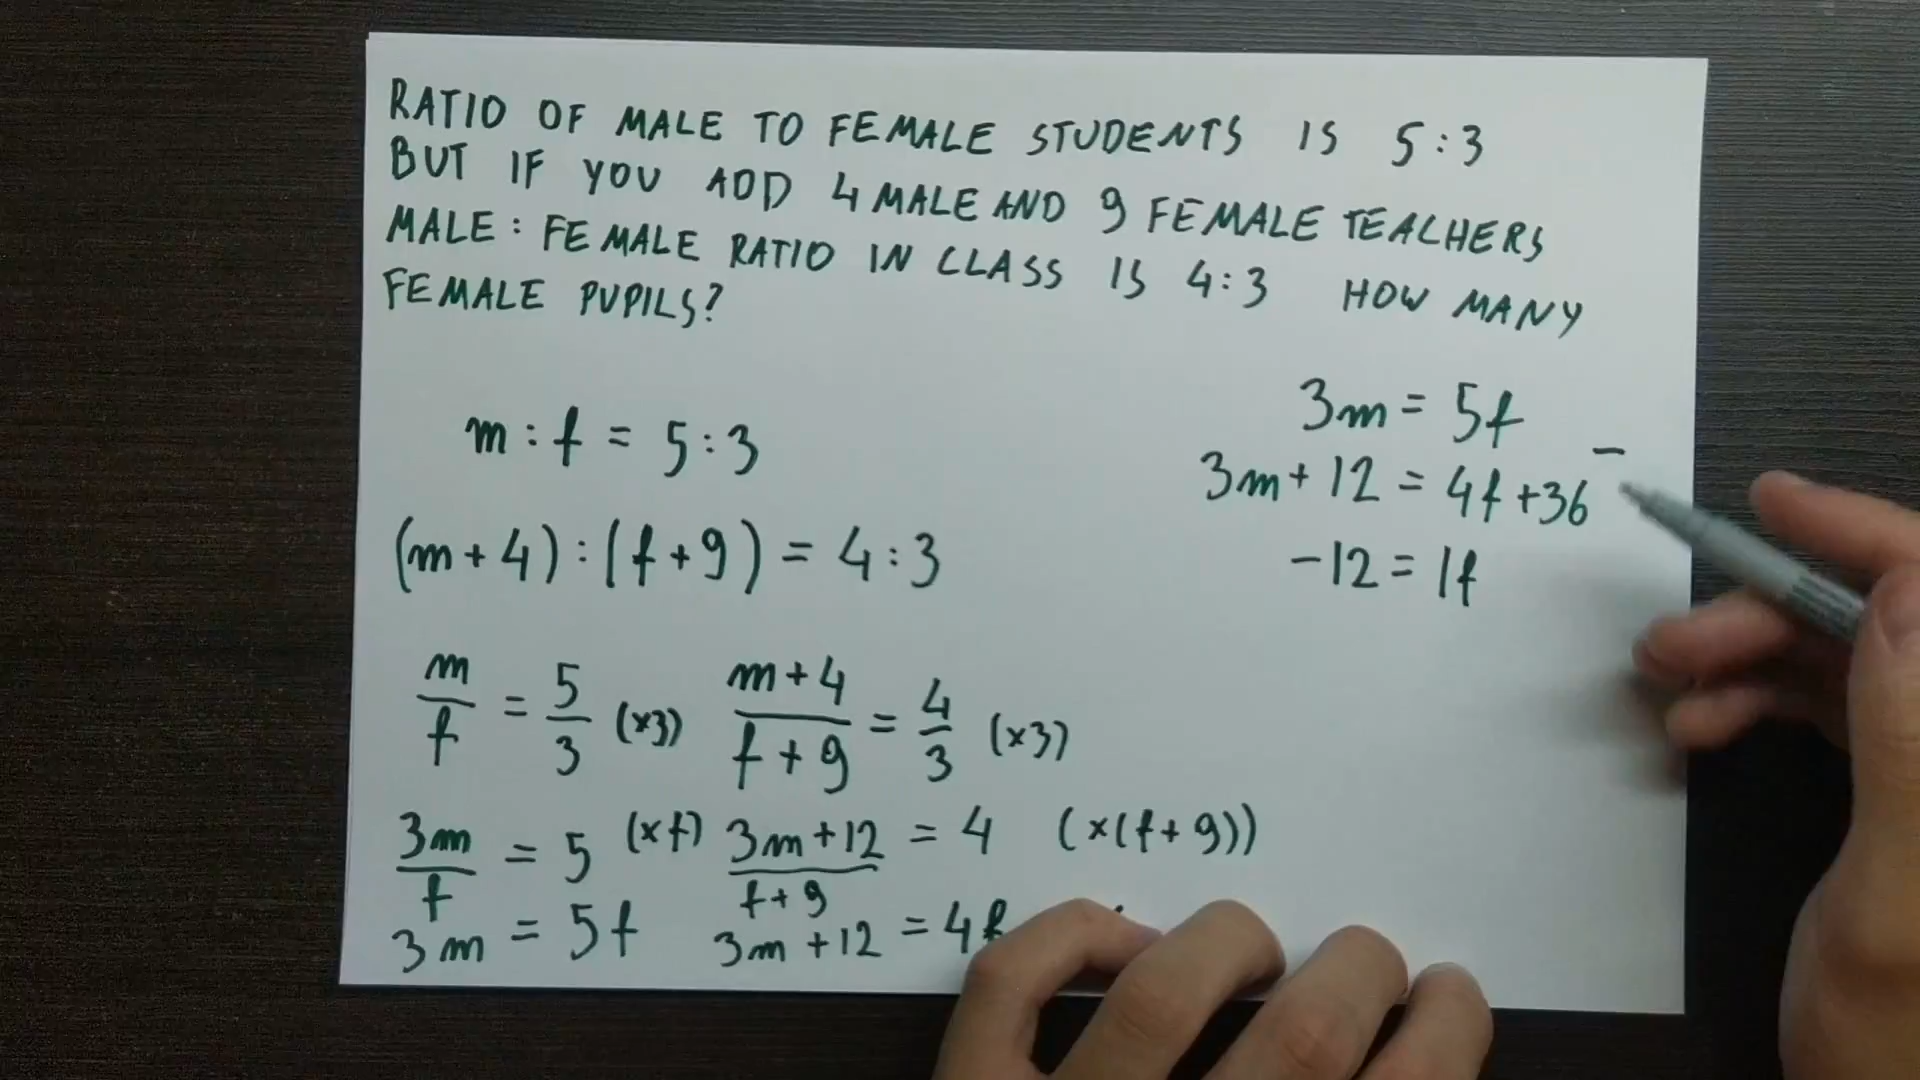 RATIO OF MALE TO FEMALE STUDENTS IS 5:3
BUT IF YOU ADD 4 MALE AND 9 FEMALE TEACHERS
MALE: FEMALE RATIO IN CLASS IS 4:3 HOW MANY
FEMALE PUPILS?
m : f = 5:3
(m+4):(f+9) = 4:3
m/f = 5/3 (x3)
3m/f = 5 (xf)
3m = 5f
m+4/f+9 = 4/3 (x3)
3m+12/f+9 = 4 (x(f+9))
3m+12 = 4f
3m = 5f
3m+12 = 4f+36 -
-12 = 1f